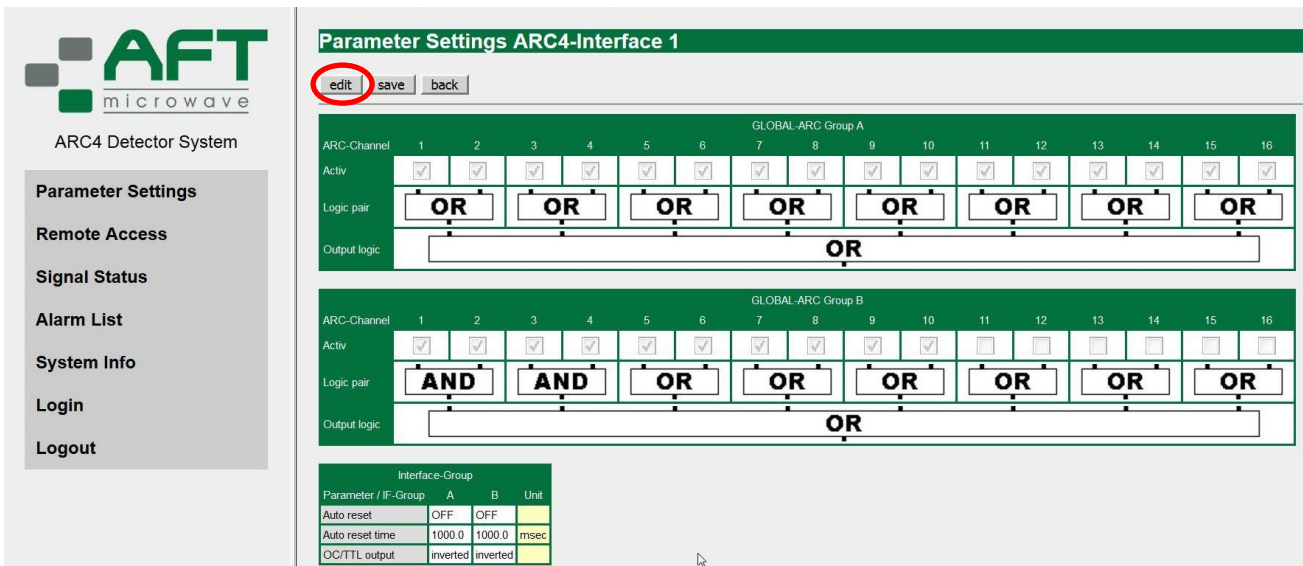 AFT
microwave
ARC4 Detector System
Parameter Settings
Remote Access
Signal Status
Alarm List
System Info
Login
Logout
Parameter Settings ARC4-Interface 1
edit save back
GLOBAL-ARC Group A
ARC-Channel 1 2 3 4 5 6 7 8 9 10 11 12 13 14 15 16
Activ
Logic pair OR OR OR OR OR OR OR OR
Output logic OR
GLOBAL-ARC Group B
ARC-Channel 1 2 3 4 5 6 7 8 9 10 11 12 13 14 15 16
Activ
Logic pair AND AND OR OR OR OR OR OR
Output logic OR
Interface-Group
Parameter / IF-Group A B Unit
Auto reset OFF OFF
Auto reset time 1000.0 1000.0 msec
OC/TTL output inverted inverted